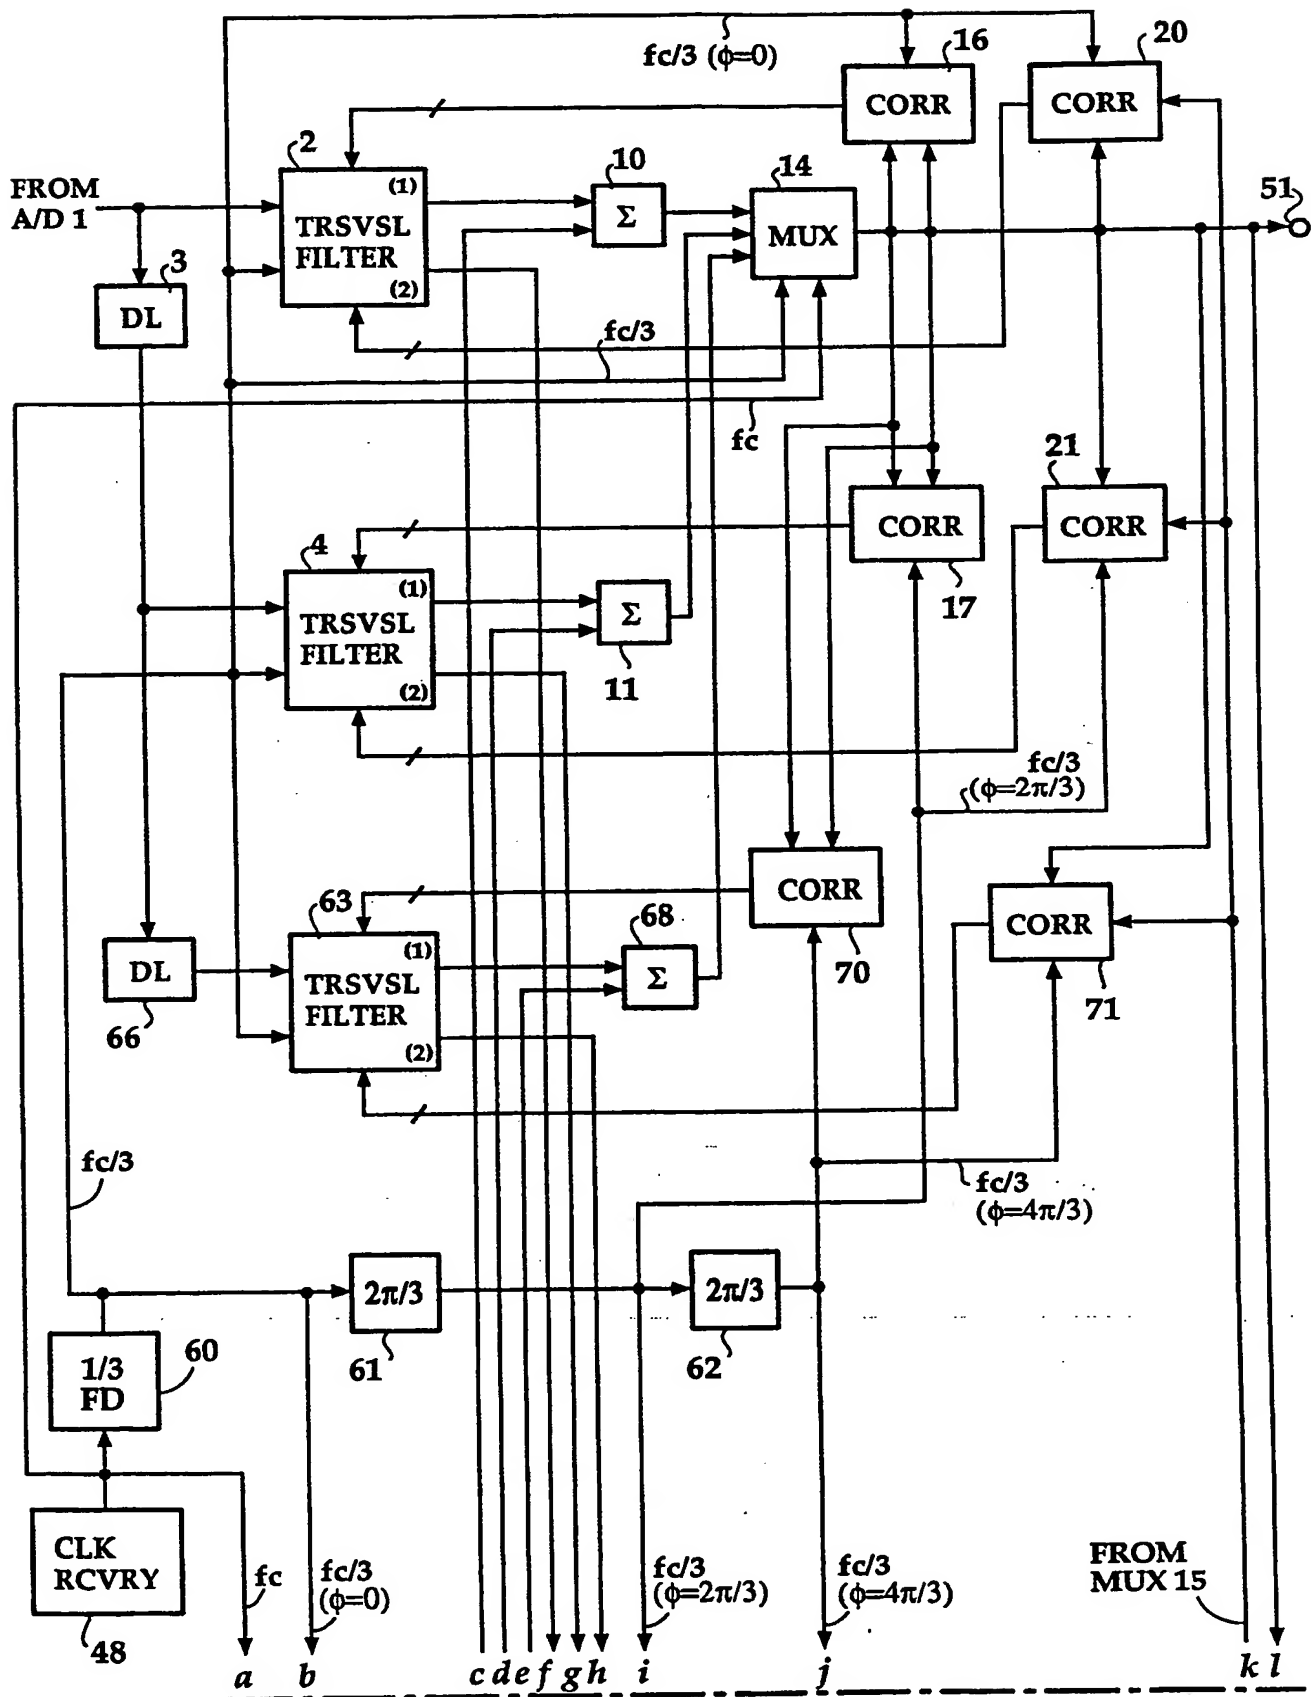 fc/3 (ϕ=0)
16
20
CORR
CORR
2
10
14
51
FROM
A/D 1
(1)
TRSVSL
FILTER
(2)
Σ
MUX
3
DL
fc/3
fc
21
CORR
CORR
17
4
(1)
TRSVSL
FILTER
(2)
Σ
11
fc/3
(ϕ=2π/3)
63
(1)
TRSVSL
FILTER
(2)
68
Σ
CORR
70
CORR
71
DL
66
fc/3
fc/3
(ϕ=4π/3)
2π/3
61
2π/3
62
1/3
FD
60
CLK
RCVRY
48
fc
fc/3
(ϕ=0)
fc/3
(ϕ=2π/3)
fc/3
(ϕ=4π/3)
FROM
MUX 15
a b c d e f g h i j k l